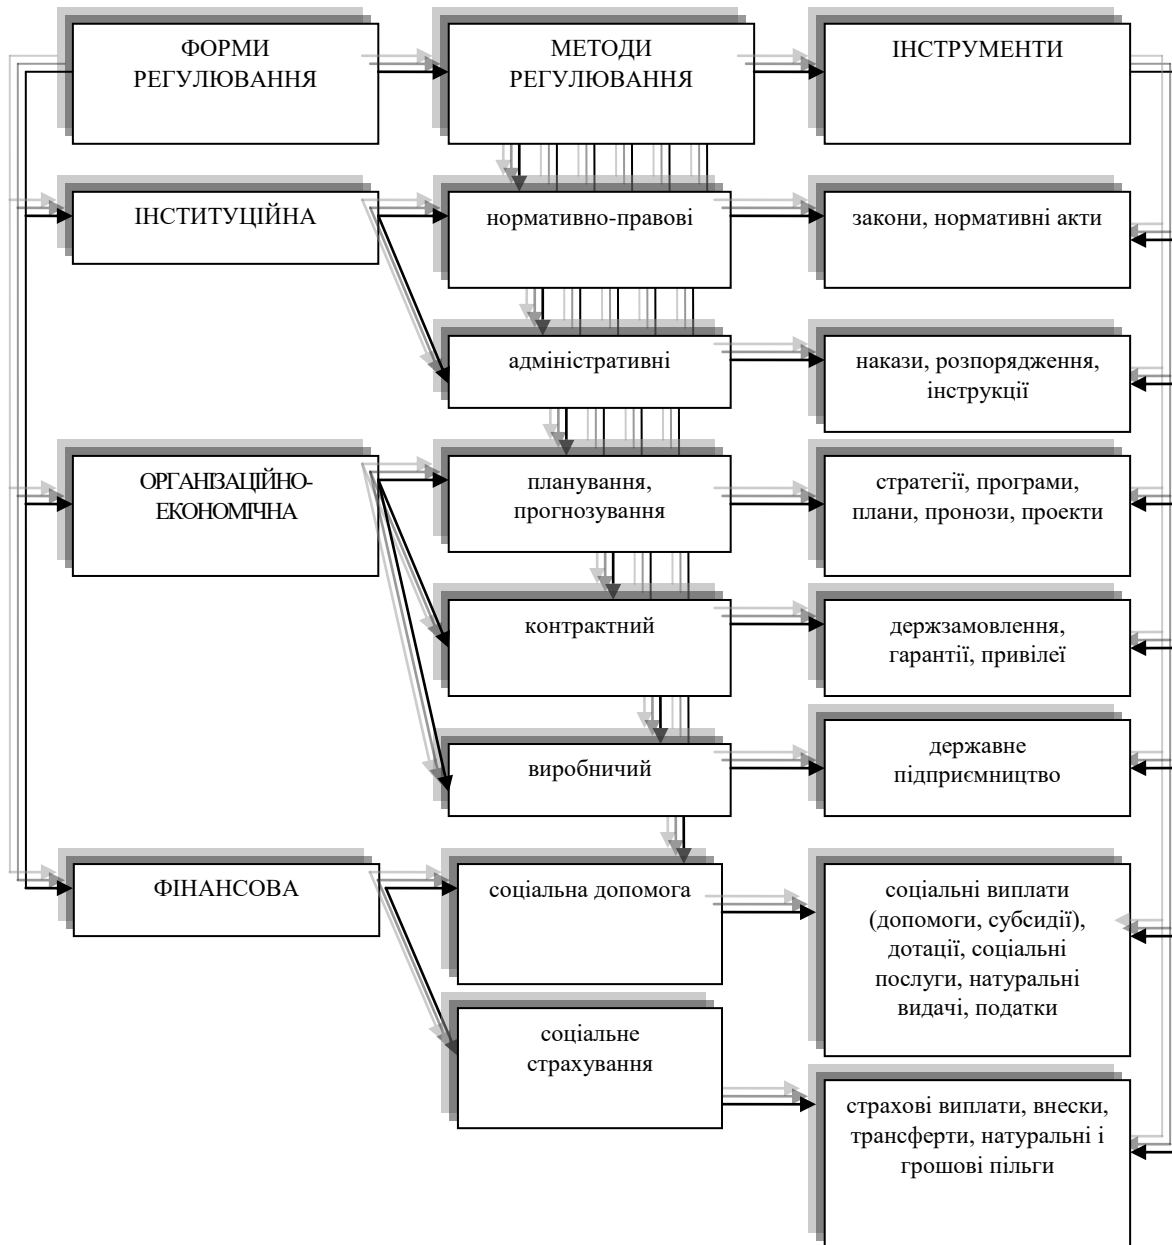 ФОРМИ
РЕГУЛЮВАННЯ
МЕТОДИ
РЕГУЛЮВАННЯ
ІНСТРУМЕНТИ
ІНСТИТУЦІЙНА
нормативно-правові
закони, нормативні акти
адміністративні
накази, розпорядження,
інструкції
ОРГАНІЗАЦІЙНО-
ЕКОНОМІЧНА
планування,
прогнозування
стратегії, програми,
плани, пронози, проекти
контрактний
держзамовлення,
гарантії, привілеї
виробничий
державне
підприємництво
ФІНАНСОВА
соціальна допомога
соціальні виплати
(допомоги, субсидії),
дотації, соціальні
послуги, натуральні
видачі, податки
соціальне
страхування
страхові виплати, внески,
трансферти, натуральні і
грошові пільги